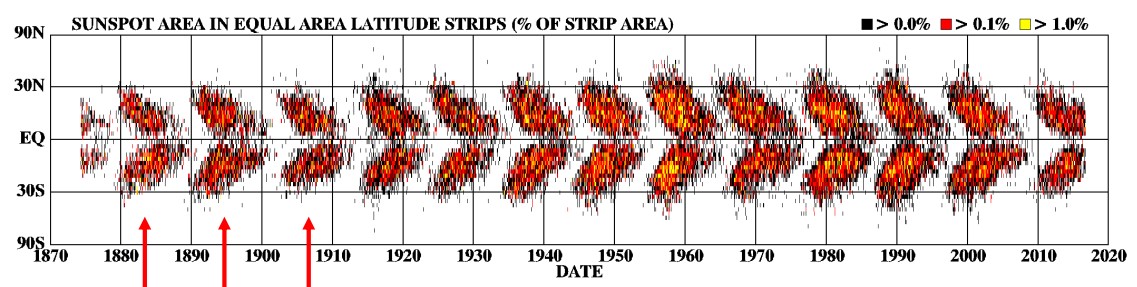 SUNSPOT AREA IN EQUAL AREA LATITUDE STRIPS (% OF STRIP AREA) > 0.0% > 0.1% > 1.0%
90N
30N
EQ
30S
90S
1870 1880 1890 1900 1910 1920 1930 1940 1950 1960 1970 1980 1990 2000 2010 2020
DATE